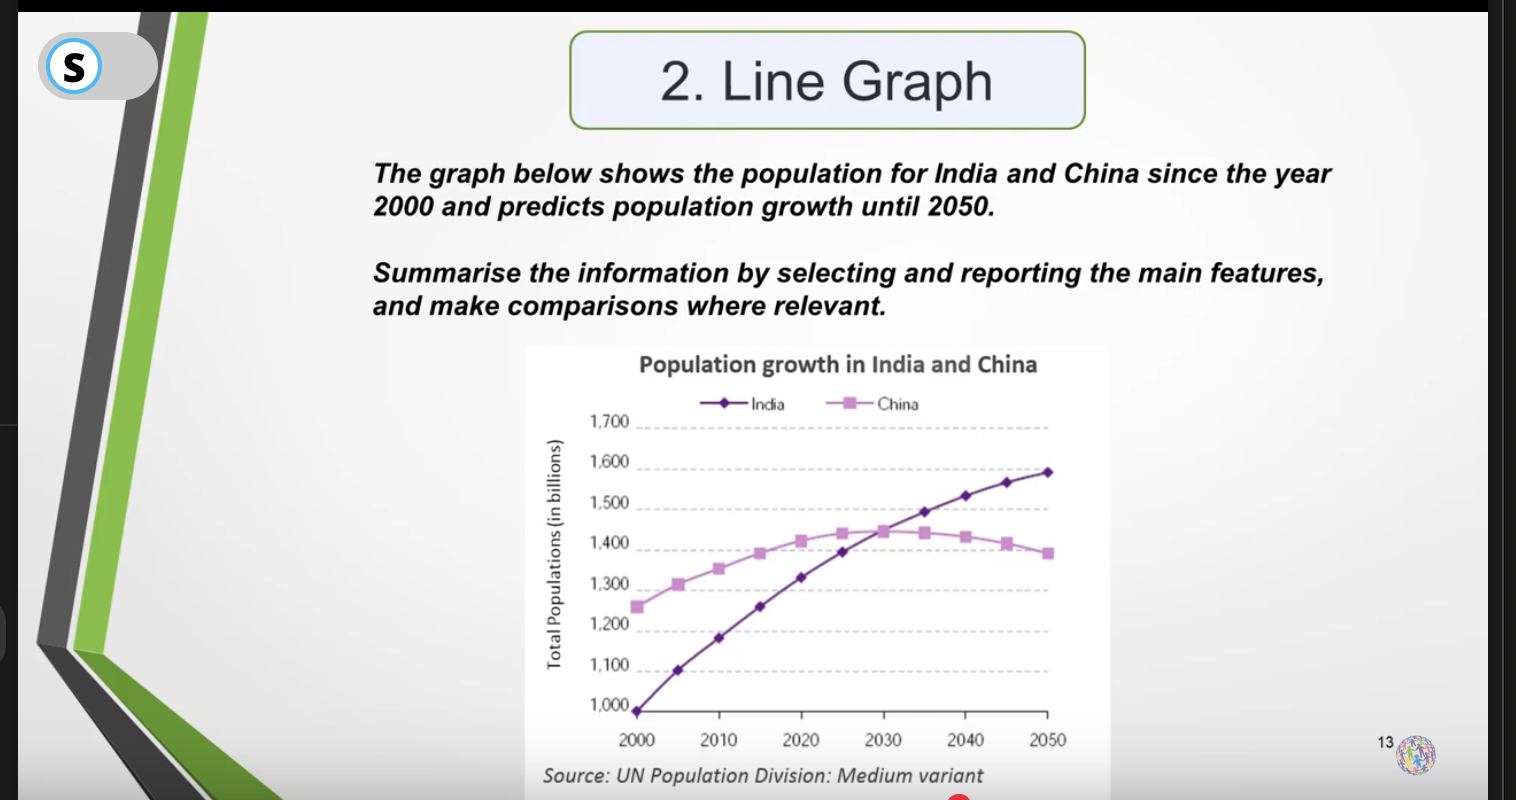 S
2. Line Graph
The graph below shows the population for India and China since the year
2000 and predicts population growth until 2050.
Summarise the information by selecting and reporting the main features,
and make comparisons where relevant.
Population growth in India and China
India China
Total Populations (in billions)
1,700
1,600
1,500
1,400
1,300
1,200
1,100
1,000
2000 2010 2020 2030 2040 2050
Source: UN Population Division: Medium variant
13